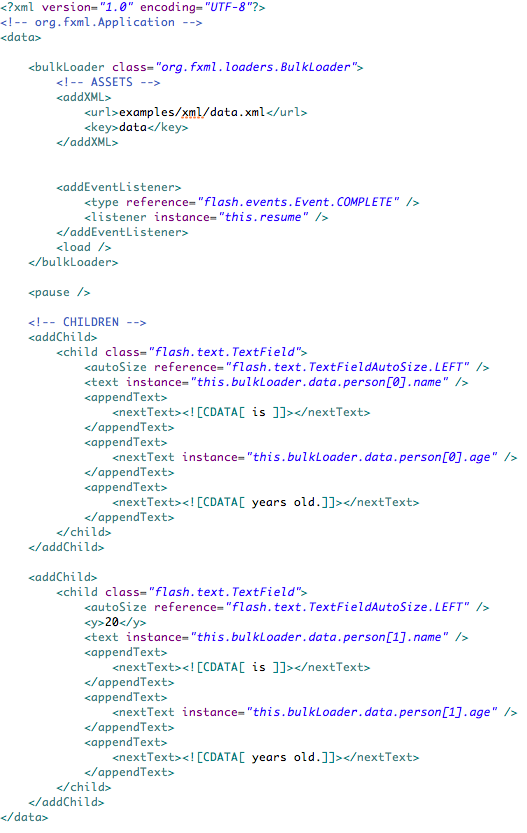 <?xml version="1.0" encoding="UTF-8"?>
<!-- org.fxml.Application -->
<data>

    <bulkLoader class="org.fxml.loaders.BulkLoader">
        <!-- ASSETS -->
        <addXML>
            <url>examples/xml/data.xml</url>
            <key>data</key>
        </addXML>


        <addEventListener>
            <type reference="flash.events.Event.COMPLETE" />
            <listener instance="this.resume" />
        </addEventListener>
        <load />
    </bulkLoader>

    <pause />

    <!-- CHILDREN -->
    <addChild>
        <child class="flash.text.TextField">
            <autoSize reference="flash.text.TextFieldAutoSize.LEFT" />
            <text instance="this.bulkLoader.data.person[0].name" />
            <appendText>
                <nextText><![CDATA[ is ]]></nextText>
            </appendText>
            <appendText>
                <nextText instance="this.bulkLoader.data.person[0].age" />
            </appendText>
            <appendText>
                <nextText><![CDATA[ years old.]]></nextText>
            </appendText>
        </child>
    </addChild>

    <addChild>
        <child class="flash.text.TextField">
            <autoSize reference="flash.text.TextFieldAutoSize.LEFT" />
            <y>20</y>
            <text instance="this.bulkLoader.data.person[1].name" />
            <appendText>
                <nextText><![CDATA[ is ]]></nextText>
            </appendText>
            <appendText>
                <nextText instance="this.bulkLoader.data.person[1].age" />
            </appendText>
            <appendText>
                <nextText><![CDATA[ years old.]]></nextText>
            </appendText>
        </child>
    </addChild>
</data>